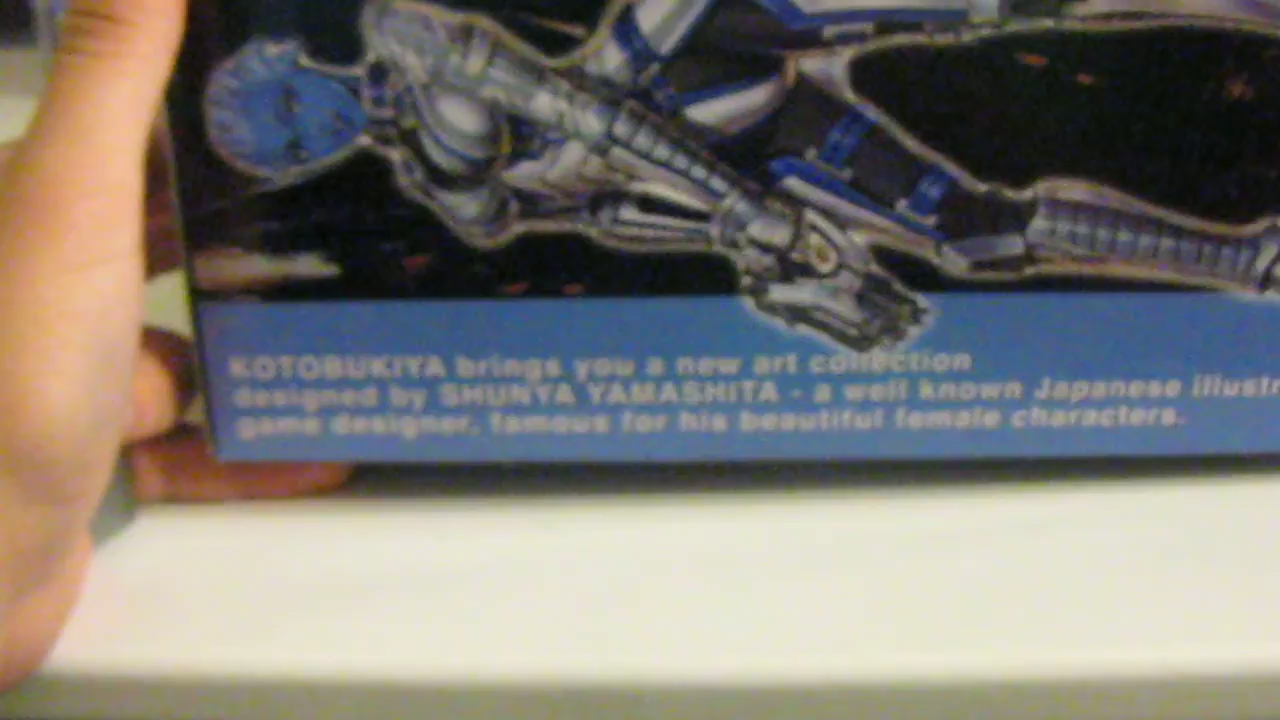 KOTOBUKIYA brings you a new art collection
designed by SHUNYA YAMASHITA - a well known Japanese illustr
game designer, famous for his beautiful female characters.